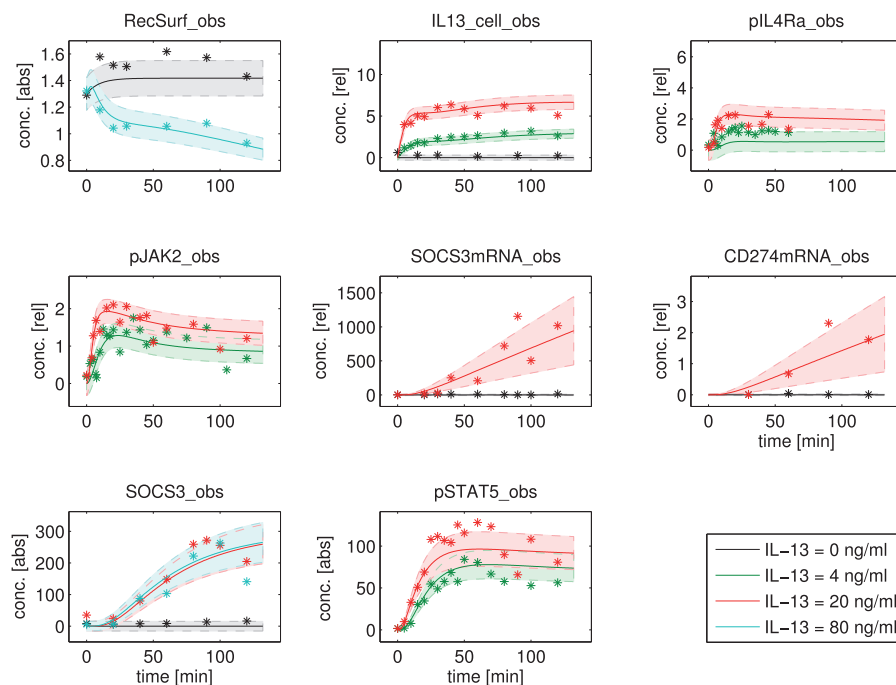 RecSurf_obs
IL13_cell_obs
pIL4Ra_obs
conc. [abs]
1.6
1.4
1.2
1
0.8
0 50 100
conc. [rel]
10
5
0
0 50 100
conc. [rel]
6
4
2
0
0 50 100
pJAK2_obs
SOCS3mRNA_obs
CD274mRNA_obs
conc. [rel]
2
1
0
0 50 100
conc. [rel]
1500
1000
500
0
0 50 100
conc. [rel]
3
2
1
0
0 50 100
time [min]
SOCS3_obs
pSTAT5_obs
conc. [abs]
300
200
100
0
0 50 100
time [min]
conc. [abs]
100
50
0
0 50 100
time [min]
IL−13 = 0 ng/ml
IL−13 = 4 ng/ml
IL−13 = 20 ng/ml
IL−13 = 80 ng/ml